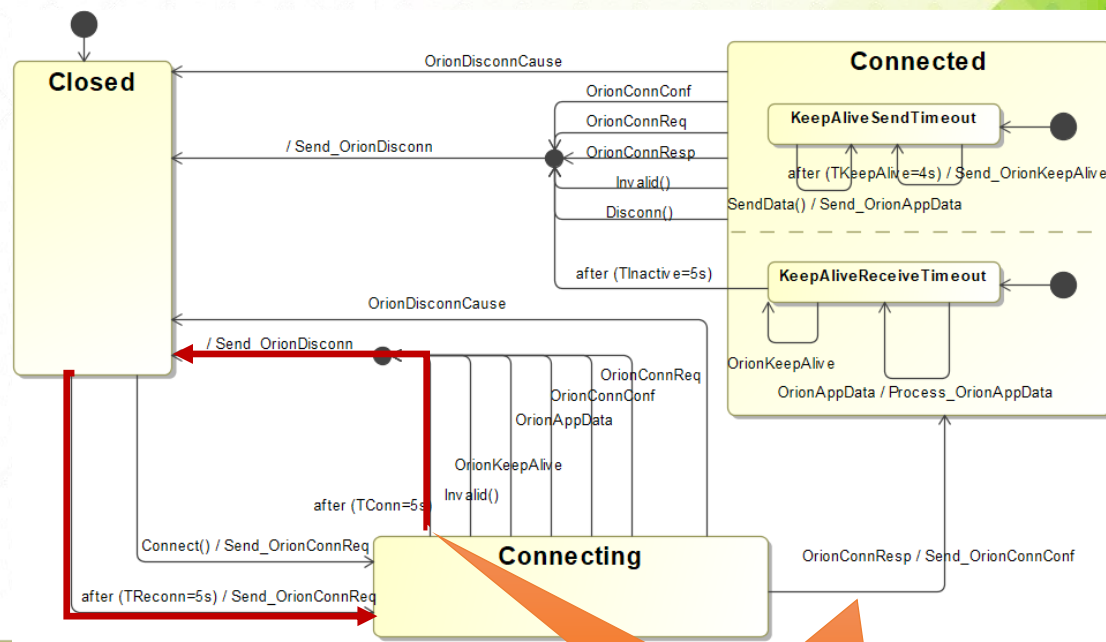 Closed
Connected
OrionDisconnCause
OrionConnConf
OrionConnReq
OrionConnResp
Invalid()
Disconn()
/ Send_OrionDisconn
KeepAliveSendTimeout
after (TKeepAlive=4s) / Send_OrionKeepAlive
SendData() / Send_OrionAppData
after (TInactive=5s)
KeepAliveReceiveTimeout
OrionKeepAlive
OrionAppData / Process_OrionAppData
OrionDisconnCause
/ Send_OrionDisconn
OrionConnReq
OrionConnConf
OrionAppData
OrionKeepAlive
Invalid()
after (TConn=5s)
Connect() / Send_OrionConnReq
Connecting
OrionConnResp / Send_OrionConnConf
after (TReconn=5s) / Send_OrionConnReq